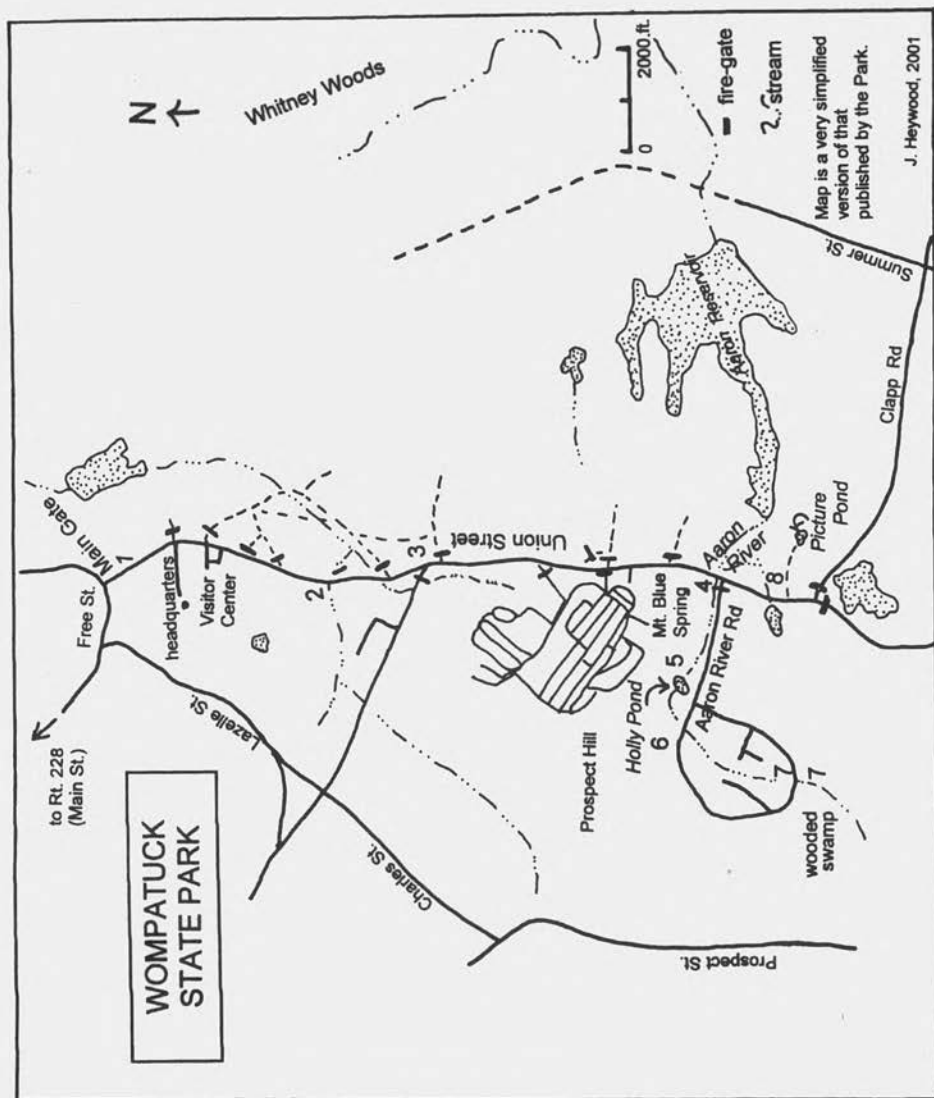 WOMPATUCK
STATE PARK
to Rt. 228
(Main St.)
Free St.
Main Gate
1
headquarters
Visitor
Center
Lazelle St.
Charles St.
Prospect St.
2
3
Union Street
N
Whitney Woods
Prospect Hill
Mt. Blue
Spring
Holly Pond
5
4
6
Aaron River Rd
Aaron
River
7
7
wooded
swamp
8
Picture
Pond
Aaron Reservoir
Clapp Rd
Summer St.
0
2000.ft.
fire-gate
stream
Map is a very simplified
version of that
published by the Park.
J. Heywood, 2001